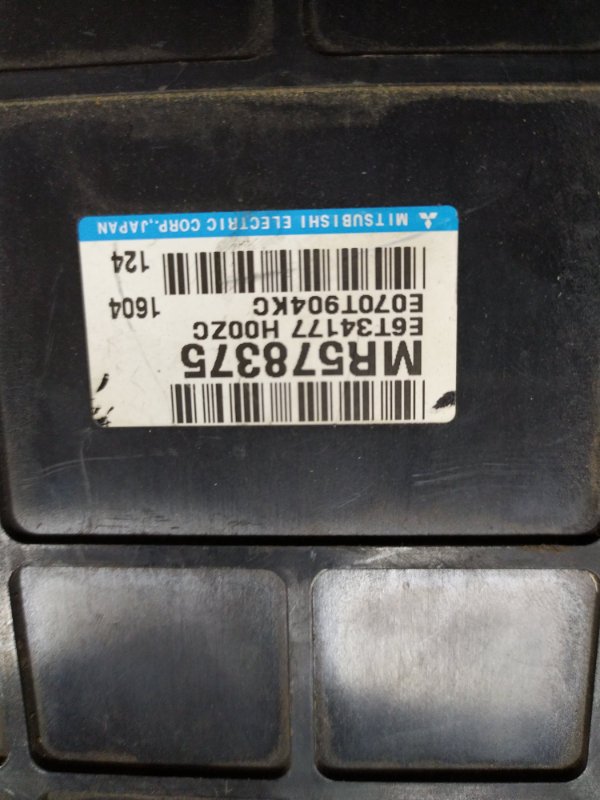 MR578375
E6T34177 H00ZC
E070T904KC 1604
124
MITSUBISHI ELECTRIC CORP.,JAPAN